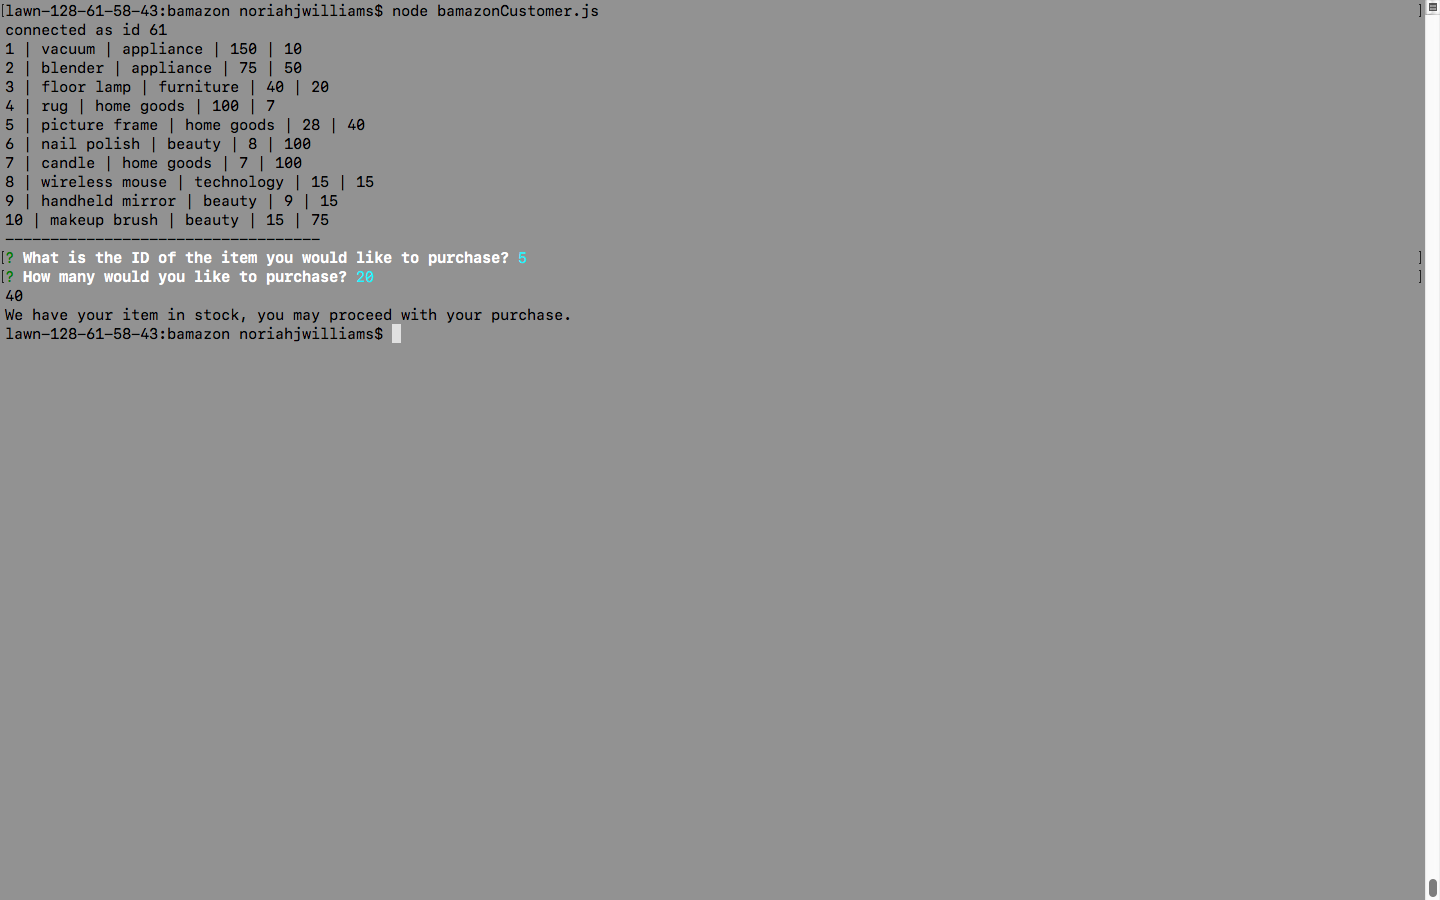 [lawn-128-61-58-43:bamazon noriahjwilliams$ node bamazonCustomer.js ]
connected as id 61
1 | vacuum | appliance | 150 | 10
2 | blender | appliance | 75 | 50
3 | floor lamp | furniture | 40 | 20
4 | rug | home goods | 100 | 7
5 | picture frame | home goods | 28 | 40
6 | nail polish | beauty | 8 | 100
7 | candle | home goods | 7 | 100
8 | wireless mouse | technology | 15 | 15
9 | handheld mirror | beauty | 9 | 15
10 | makeup brush | beauty | 15 | 75
-----------------------------------
[? What is the ID of the item you would like to purchase? 5 ]
[? How many would you like to purchase? 20 ]
40
We have your item in stock, you may proceed with your purchase.
lawn-128-61-58-43:bamazon noriahjwilliams$